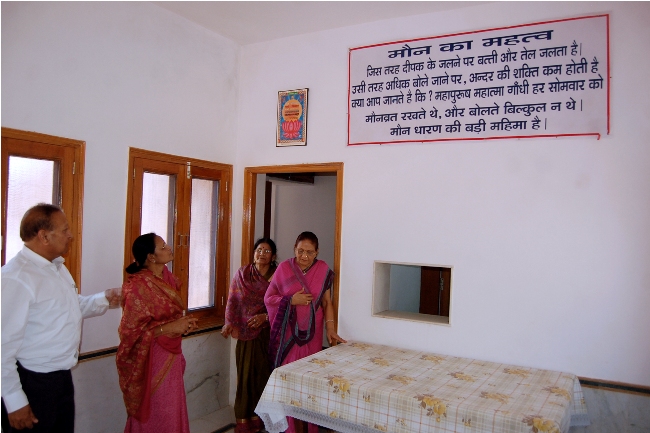 मौन का महत्व
जिस तरह दीपक के जलने पर बत्ती और तेल जलता है।
उसी तरह अधिक बोले जाने पर, अन्दर की शक्ति कम होती है
क्या आप जानते है कि ? महापुरूष महात्मा गाँधी हर सोमवार को
मौनव्रत रखते थे, और बोलते बिल्कुल न थे।
मौन धारण की बड़ी महिमा है।